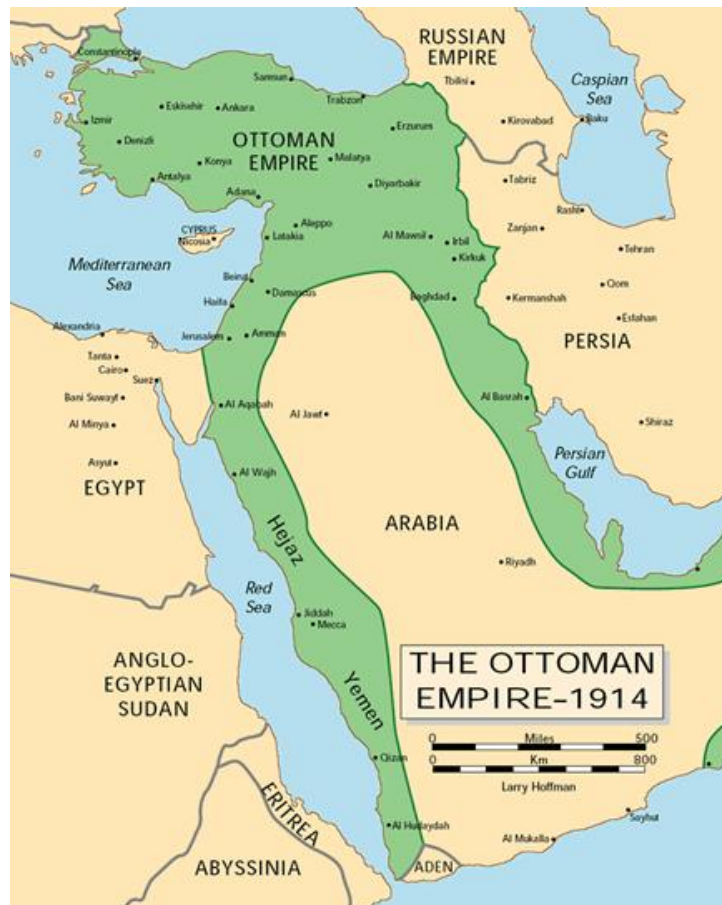 Constantinople
RUSSIAN
EMPIRE
Tbilisi
Caspian
Sea
Samsun
Trabzon
Eskisehir
Ankara
Izmir
Erzurum
Kirovabad
Baku
OTTOMAN
EMPIRE
Denizli
Konya
Malatya
Antalya
Adana
Diyarbakir
Tabriz
Rasht
CYPRUS
Nicosia
Aleppo
Latakia
Al Mawsil
Irbil
Kirkuk
Zanjan
Tehran
Mediterranean
Sea
Beirut
Damascus
Baghdad
Kermanshah
Qom
Esfahan
Haifa
Alexandria
Jerusalem
Amman
PERSIA
Tanta
Cairo
Suez
Bani Suwayf
Al Minya
Asyut
EGYPT
Al Aqabah
Al Jawf
Al Basrah
Shiraz
Persian
Gulf
Al Wajh
Hejaz
ARABIA
Riyadh
Red
Sea
Jiddah
Mecca
ANGLO-
EGYPTIAN
SUDAN
Yemen
THE OTTOMAN
EMPIRE-1914
0 Miles 500
0 Km 800
Larry Hoffman
Qizan
ERITREA
Al Hudaydah
Sayhut
Al Mukalla
ABYSSINIA
ADEN